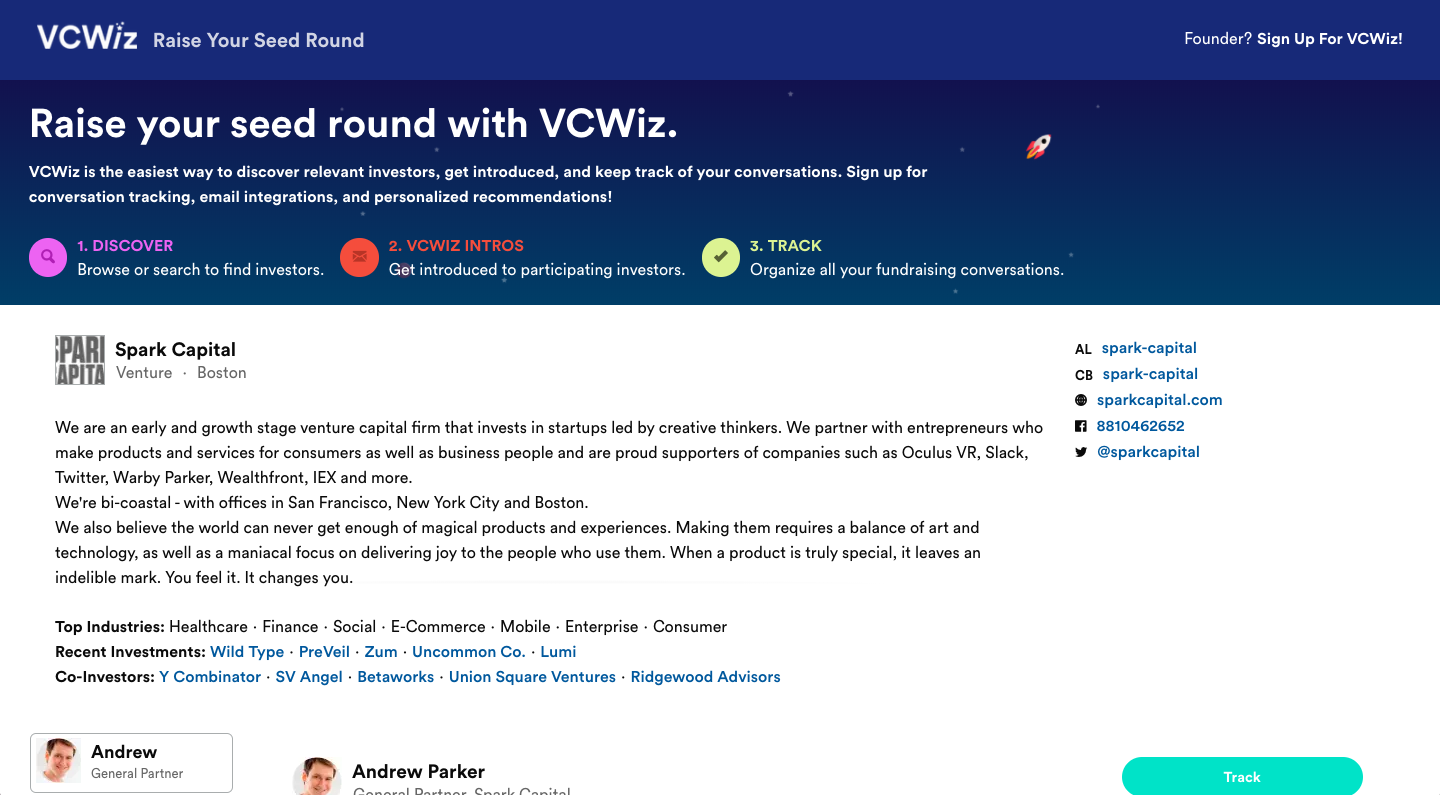 VCWiz Raise Your Seed Round
Founder? Sign Up For VCWiz!
Raise your seed round with VCWiz.
VCWiz is the easiest way to discover relevant investors, get introduced, and keep track of your conversations. Sign up for
conversation tracking, email integrations, and personalized recommendations!
1. DISCOVER
Browse or search to find investors.
2. VCWIZ INTROS
Get introduced to participating investors.
3. TRACK
Organize all your fundraising conversations.
SPARK
CAPITA
Spark Capital
Venture · Boston
AL spark-capital
CB spark-capital
sparkcapital.com
8810462652
@sparkcapital
We are an early and growth stage venture capital firm that invests in startups led by creative thinkers. We partner with entrepreneurs who
make products and services for consumers as well as business people and are proud supporters of companies such as Oculus VR, Slack,
Twitter, Warby Parker, Wealthfront, IEX and more.
We're bi-coastal - with offices in San Francisco, New York City and Boston.
We also believe the world can never get enough of magical products and experiences. Making them requires a balance of art and
technology, as well as a maniacal focus on delivering joy to the people who use them. When a product is truly special, it leaves an
indelible mark. You feel it. It changes you.
Top Industries: Healthcare · Finance · Social · E-Commerce · Mobile · Enterprise · Consumer
Recent Investments: Wild Type · PreVeil · Zum · Uncommon Co. · Lumi
Co-Investors: Y Combinator · SV Angel · Betaworks · Union Square Ventures · Ridgewood Advisors
Andrew
General Partner
Andrew Parker
General Partner, Spark Capital
Track